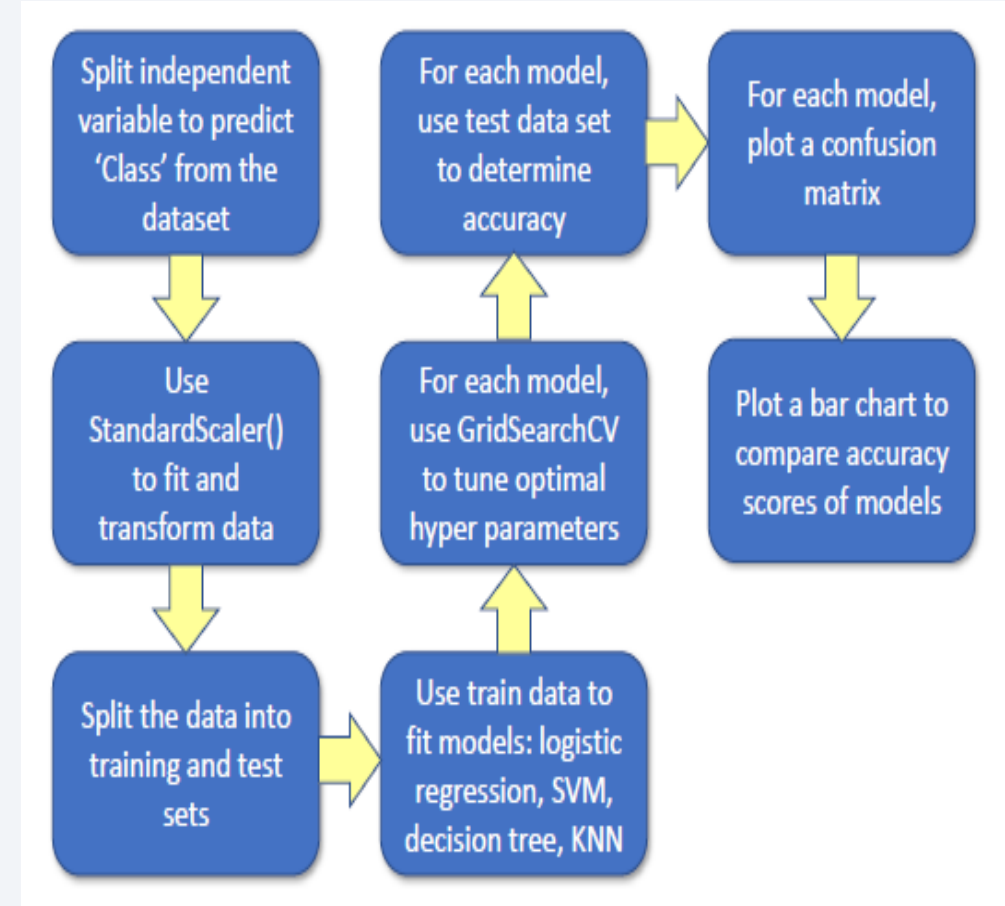 Split independent
variable to predict
‘Class’ from the
dataset
Use
StandardScaler()
to fit and
transform data
Split the data into
training and test
sets
Use train data to
fit models: logistic
regression, SVM,
decision tree, KNN
For each model,
use GridSearchCV
to tune optimal
hyper parameters
For each model,
use test data set
to determine
accuracy
For each model,
plot a confusion
matrix
Plot a bar chart to
compare accuracy
scores of models